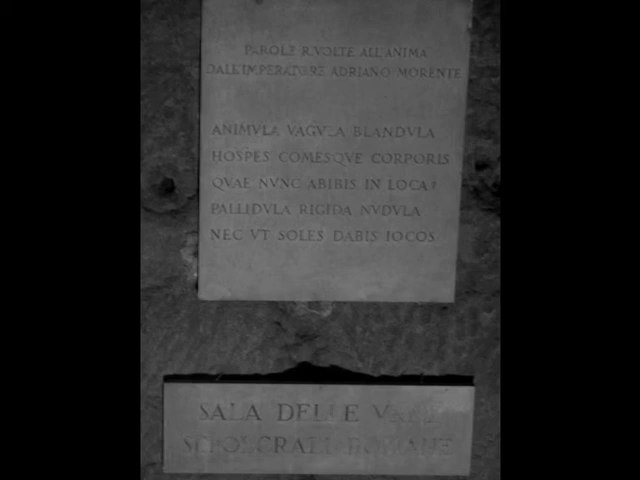 PAROLE RIVOLTE ALL'ANIMA
DALL'IMPERATORE ADRIANO MORENTE
ANIMVLA VAGVLA BLANDVLA
HOSPES COMESQVE CORPORIS
QVAE NVNC ABIBIS IN LOCA?
PALLIDVLA RIGIDA NVDVLA
NEC VT SOLES DABIS IOCOS
SALA DELLE VRNE
SEPOLCRALI ROMANE